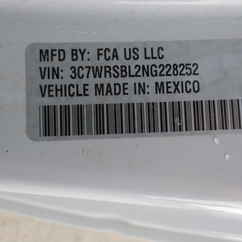 MFD BY: FCA US LLC
VIN: 3C7WRSBL2NG228252
VEHICLE MADE IN: MEXICO